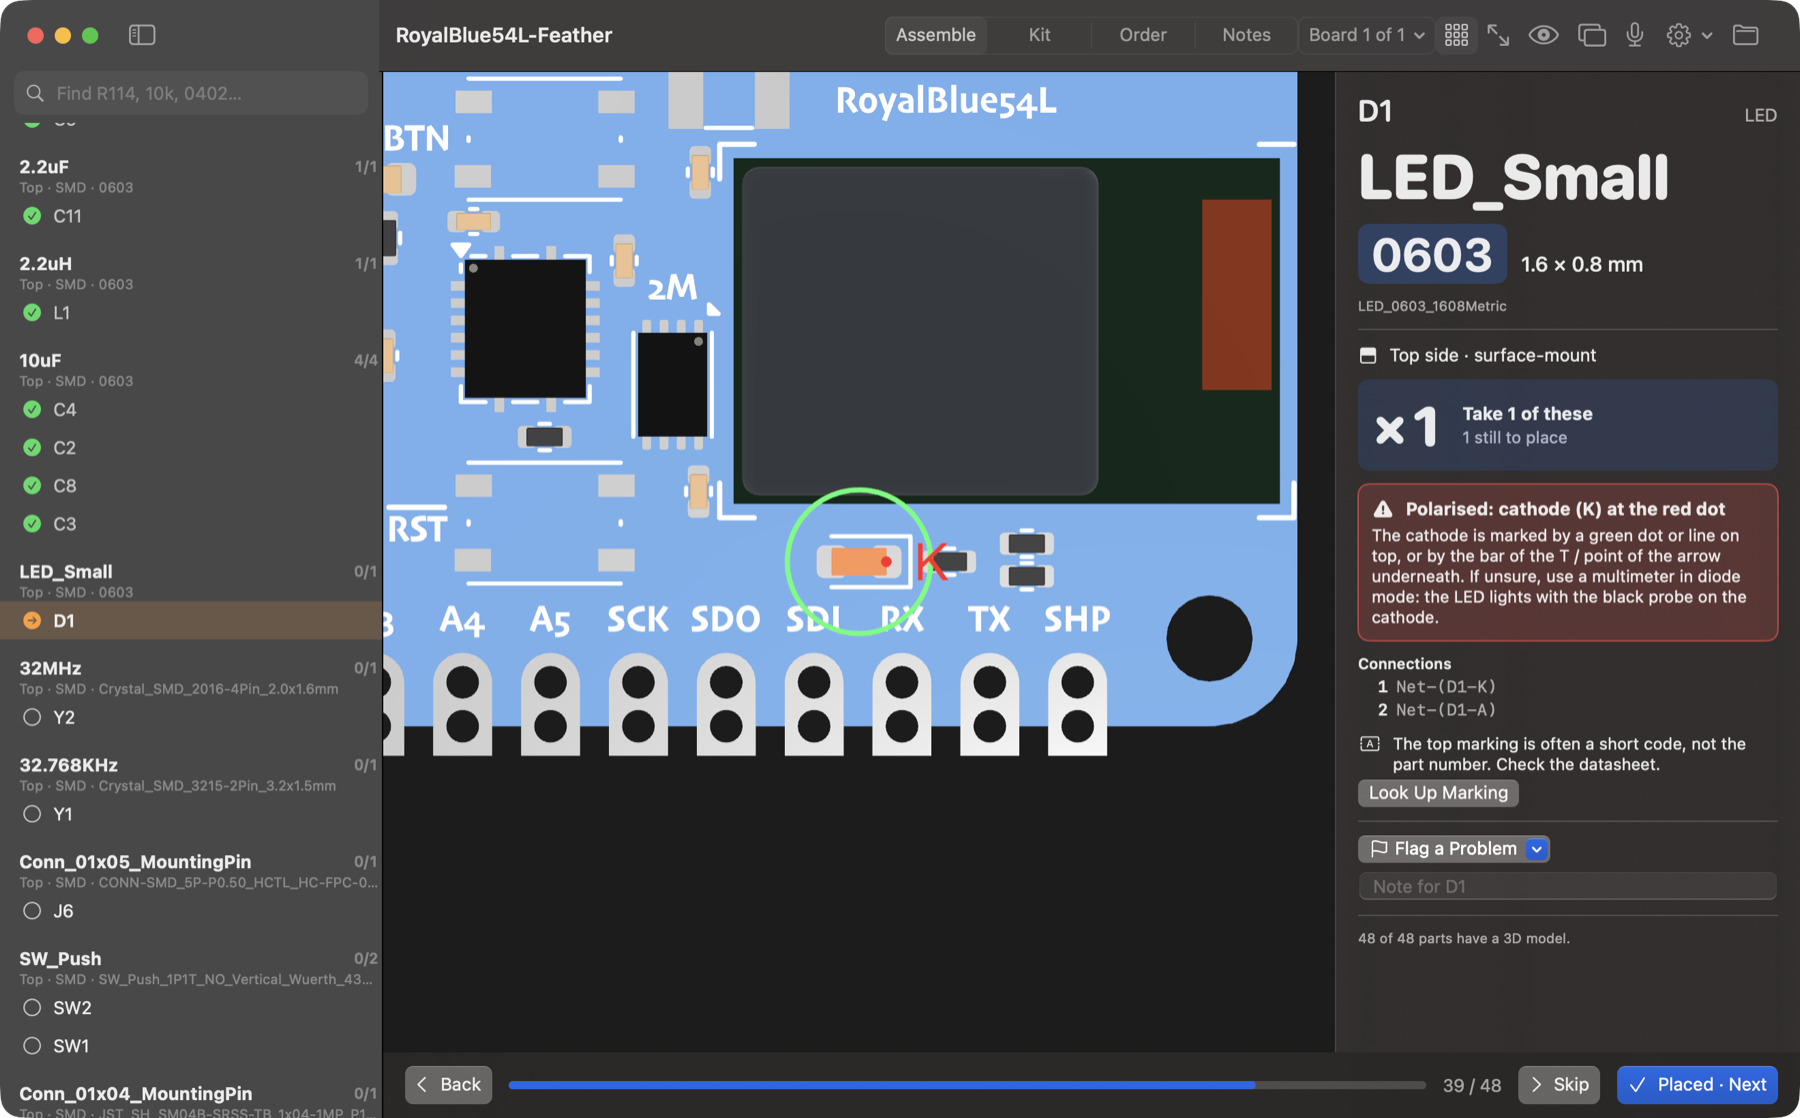 RoyalBlue54L-Feather
Assemble
Kit
Order
Notes
Board 1 of 1
Find R114, 10k, 0402...
2.2uF
1/1
Top · SMD · 0603
C11
2.2uH
1/1
Top · SMD · 0603
L1
10uF
4/4
Top · SMD · 0603
C4
C2
C8
C3
LED_Small
0/1
Top · SMD · 0603
D1
32MHz
0/1
Top · SMD · Crystal_SMD_2016-4Pin_2.0x1.6mm
Y2
32.768KHz
0/1
Top · SMD · Crystal_SMD_3215-2Pin_3.2x1.5mm
Y1
Conn_01x05_MountingPin
0/1
Top · SMD · CONN-SMD_5P-P0.50_HCTL_HC-FPC-0...
J6
SW_Push
0/2
Top · SMD · SW_Push_1P1T_NO_Vertical_Wuerth_43...
SW2
SW1
Conn_01x04_MountingPin
0/1
Top · SMD · JST_SH_SM04B-SRSS-TB_1x04-1MP_P1...
RoyalBlue54L
BTN
2M
RST
K
A4
A5
SCK
SDO
SDI
RX
TX
SHP
D1
LED
LED_Small
0603
1.6 × 0.8 mm
LED_0603_1608Metric
Top side · surface-mount
×1
Take 1 of these
1 still to place
Polarised: cathode (K) at the red dot
The cathode is marked by a green dot or line on
top, or by the bar of the T / point of the arrow
underneath. If unsure, use a multimeter in diode
mode: the LED lights with the black probe on the
cathode.
Connections
1 Net-(D1-K)
2 Net-(D1-A)
A
The top marking is often a short code, not the
part number. Check the datasheet.
Look Up Marking
Flag a Problem
Note for D1
48 of 48 parts have a 3D model.
Back
39 / 48
Skip
Placed · Next